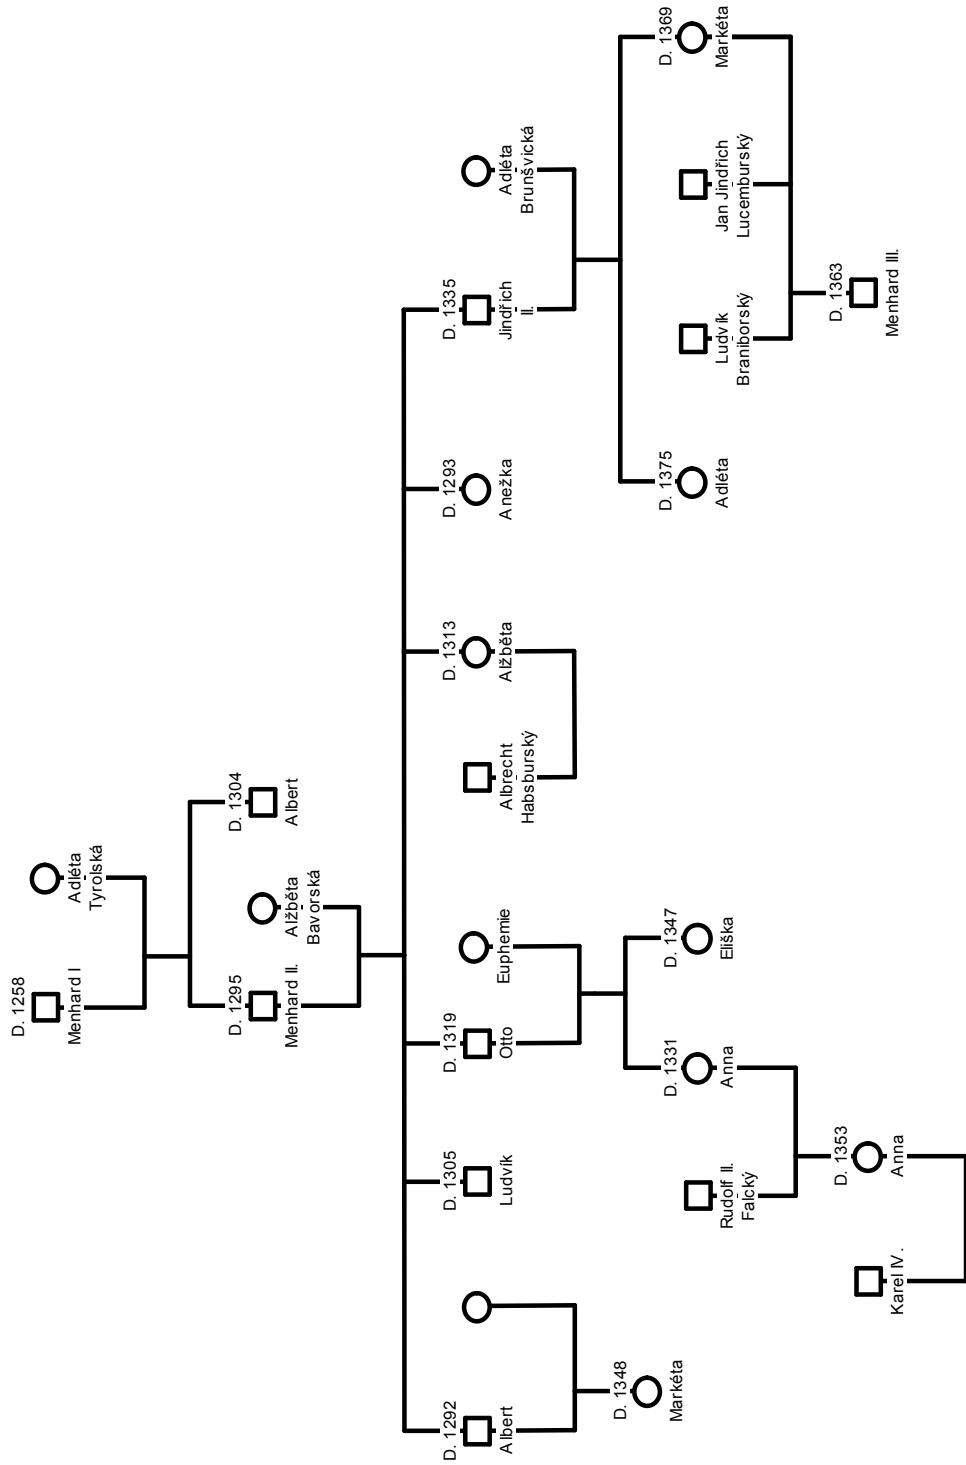 D. 1258
Menhard I
Adléta
Tyrolská
D. 1295
Menhard II.
Alžběta
Bavorská
D. 1304
Albert
D. 1292
Albert
D. 1305
Ludvík
D. 1319
Otto
Euphemie
Albrecht
Habsburský
D. 1313
Alžběta
D. 1293
Anežka
D. 1335
Jindřich
II.
Adléta
Brunšvická
D. 1348
Markéta
Rudolf II.
Falcký
D. 1331
Anna
D. 1347
Eliška
D. 1375
Adléta
Ludvík
Braniborský
Jan Jindřich
Lucemburský
D. 1369
Markéta
Karel IV.
D. 1353
Anna
D. 1363
Menhard III.